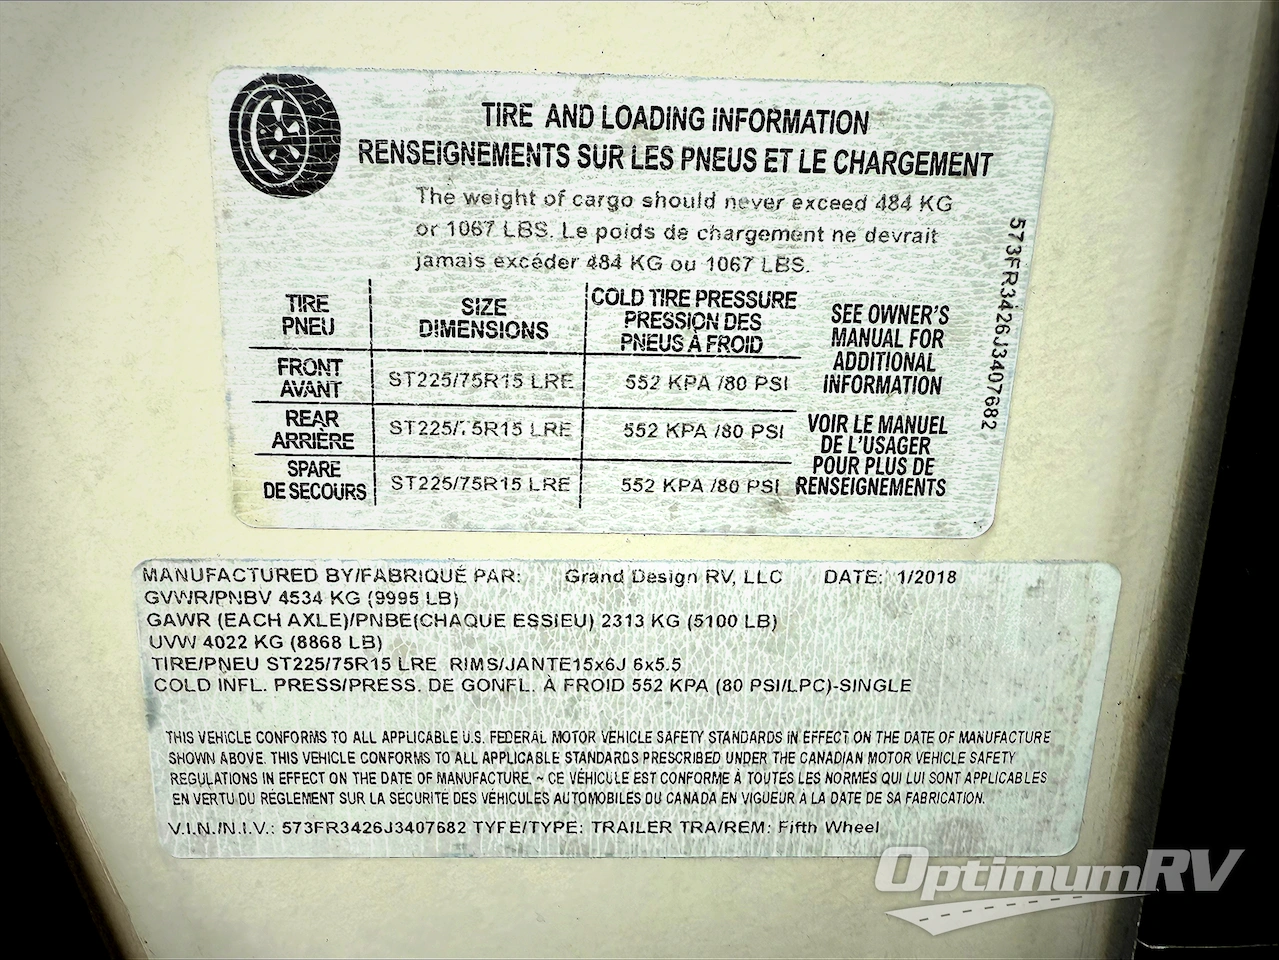 TIRE AND LOADING INFORMATION
RENSEIGNEMENTS SUR LES PNEUS ET LE CHARGEMENT
The weight of cargo should never exceed 484 KG
or 1067 LBS. Le poids de chargement ne devrait
jamais excéder 484 KG ou 1067 LBS.
TIRE
PNEU
SIZE
DIMENSIONS
COLD TIRE PRESSURE
PRESSION DES
PNEUS À FROID
FRONT
AVANT
ST225/75R15 LRE
552 KPA /80 PSI
REAR
ARRIÈRE
ST225/75R15 LRE
552 KPA /80 PSI
SPARE
DE SECOURS
ST225/75R15 LRE
552 KPA /80 PSI
SEE OWNER'S
MANUAL FOR
ADDITIONAL
INFORMATION
VOIR LE MANUEL
DE L'USAGER
POUR PLUS DE
RENSEIGNEMENTS
573FR3426J3407682
MANUFACTURED BY/FABRIQUÉ PAR: Grand Design RV, LLC DATE: 1/2018
GVWR/PNBV 4534 KG (9995 LB)
GAWR (EACH AXLE)/PNBE(CHAQUE ESSIEU) 2313 KG (5100 LB)
UVW 4022 KG (8868 LB)
TIRE/PNEU ST225/75R15 LRE RIMS/JANTE15x6J 6x5.5
COLD INFL. PRESS/PRESS. DE GONFL. À FROID 552 KPA (80 PSI/LPC)-SINGLE
THIS VEHICLE CONFORMS TO ALL APPLICABLE U.S. FEDERAL MOTOR VEHICLE SAFETY STANDARDS IN EFFECT ON THE DATE OF MANUFACTURE
SHOWN ABOVE. THIS VEHICLE CONFORMS TO ALL APPLICABLE STANDARDS PRESCRIBED UNDER THE CANADIAN MOTOR VEHICLE SAFETY
REGULATIONS IN EFFECT ON THE DATE OF MANUFACTURE. ~ CE VÉHICULE EST CONFORME À TOUTES LES NORMES QUI LUI SONT APPLICABLES
EN VERTU DU RÉGLEMENT SUR LA SÉCURITÉ DES VÉHICULES AUTOMOBILES DU CANADA EN VIGUEUR À LA DATE DE SA FABRICATION.
V.I.N./N.I.V.: 573FR3426J3407682 TYPE/TYPE: TRAILER TRA/REM: Fifth Wheel
OptimumRV